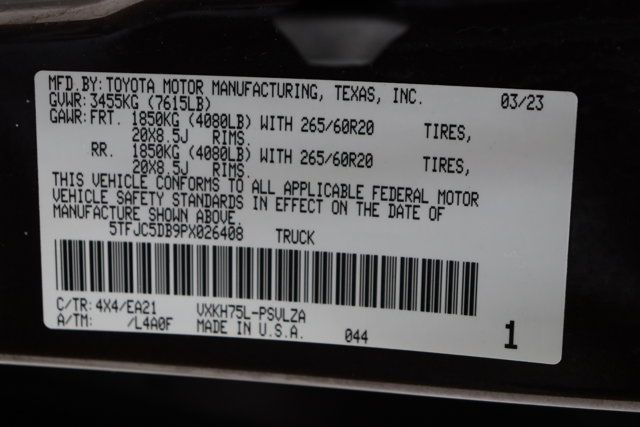 MFD.BY: TOYOTA MOTOR MANUFACTURING, TEXAS, INC. 03/23
GVWR: 3455KG (7615LB)
GAWR: FRT. 1850KG (4080LB) WITH 265/60R20 TIRES,
20X8.5J RIMS.
RR. 1850KG (4080LB) WITH 265/60R20 TIRES,
20X8.5J RIMS.
THIS VEHICLE CONFORMS TO ALL APPLICABLE FEDERAL MOTOR
VEHICLE SAFETY STANDARDS IN EFFECT ON THE DATE OF
MANUFACTURE SHOWN ABOVE.
5TFJC5DB9PX026408 TRUCK
C/TR: 4X4/EA21 VXKH75L-PSVLZA
A/TM: /L4A0F MADE IN U.S.A. 044 1